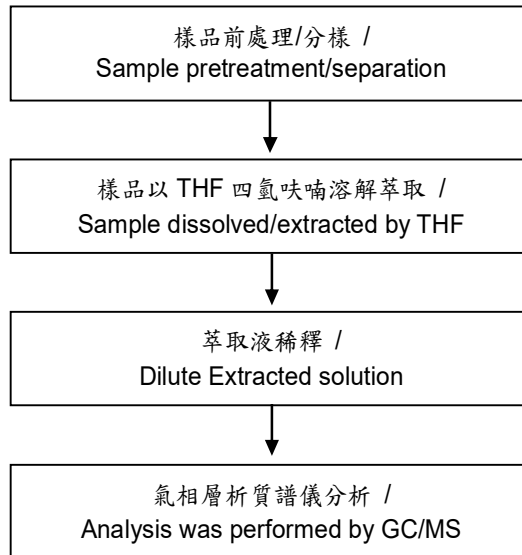 樣品前處理/分樣 /
Sample pretreatment/separation
樣品以 THF 四氫呋喃溶解萃取 /
Sample dissolved/extracted by THF
萃取液稀釋 /
Dilute Extracted solution
氣相層析質譜儀分析 /
Analysis was performed by GC/MS